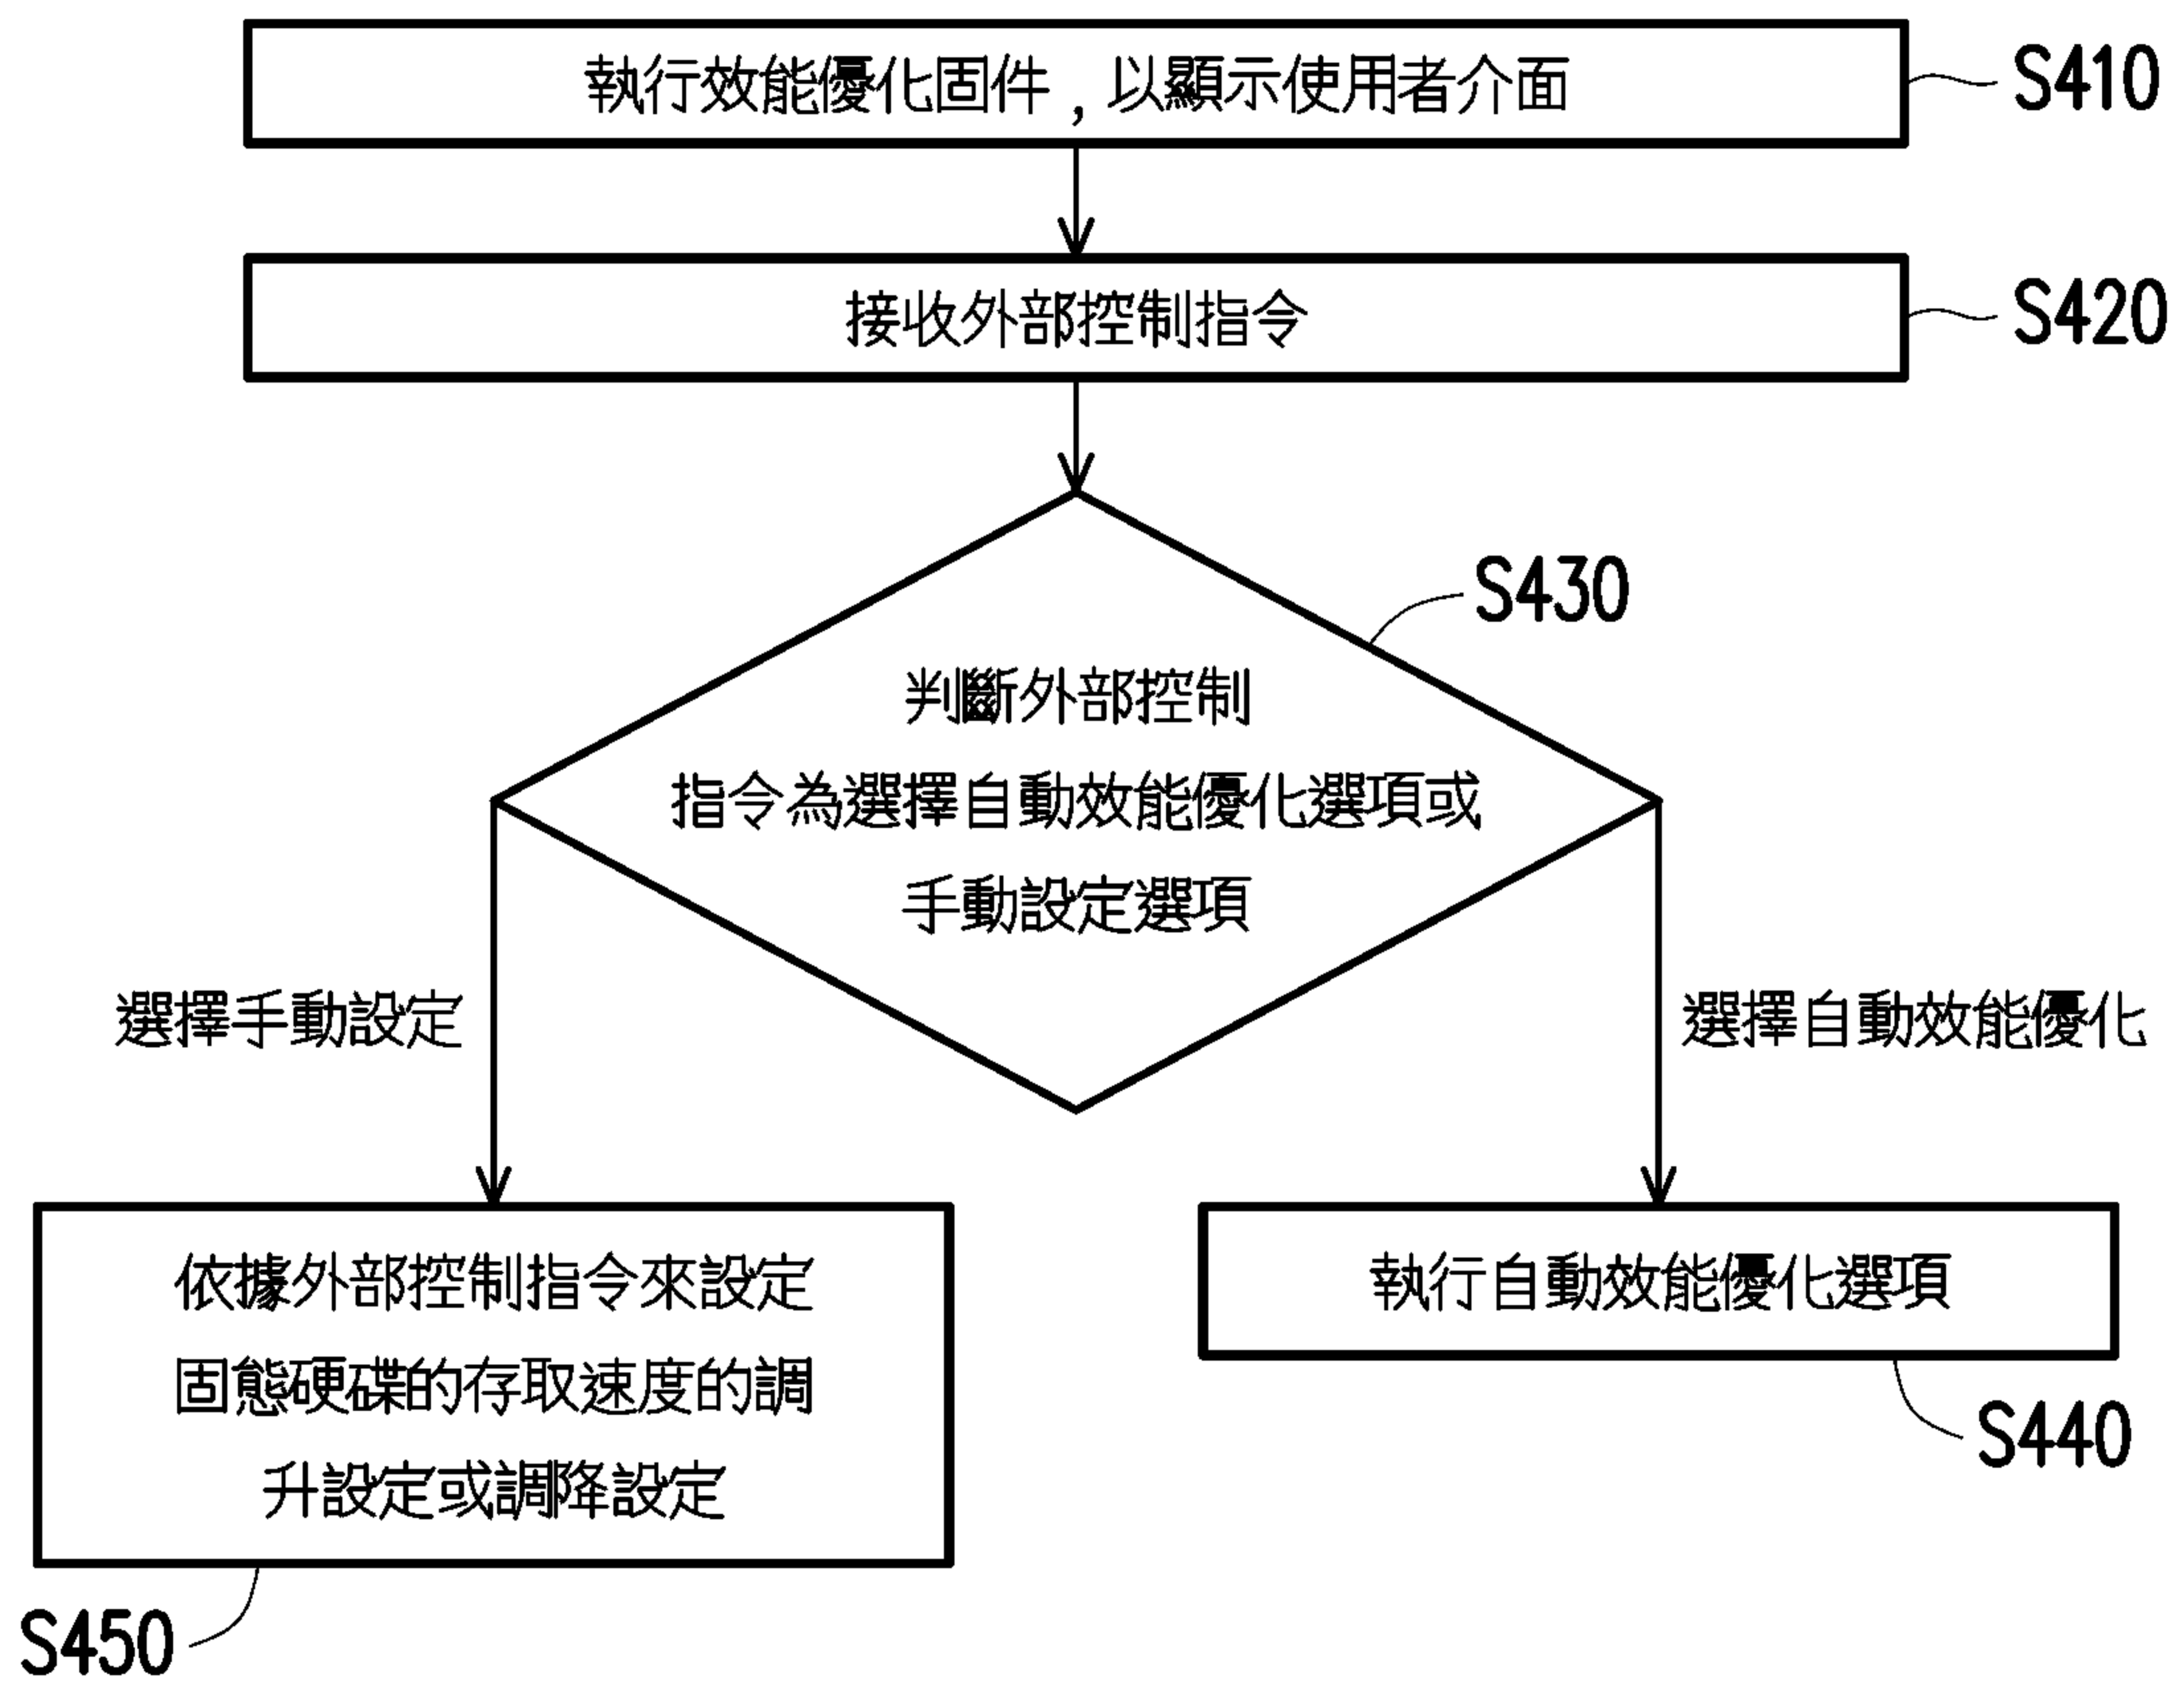 執行效能優化固件，以顯示使用者介面
S410
接收外部控制指令
S420
S430
判斷外部控制
指令為選擇自動效能優化選項或
手動設定選項
選擇手動設定
選擇自動效能優化
依據外部控制指令來設定
固態硬碟的存取速度的調
升設定或調降設定
執行自動效能優化選項
S440
S450